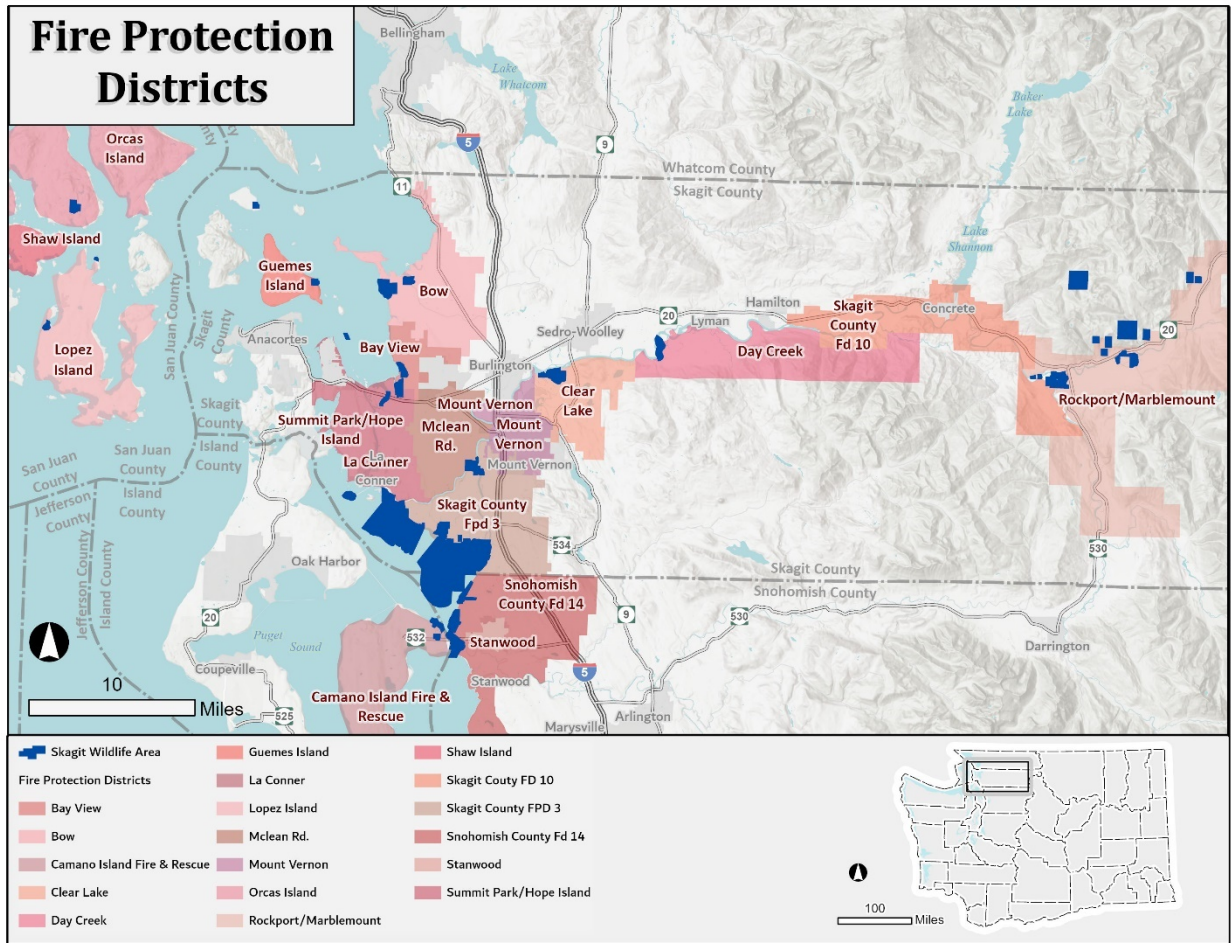 Fire Protection
Districts
Bellingham
Lake
Whatcom
Baker
Lake
5
9
Whatcom County
Skagit County
11
Orcas
Island
County
County
Shaw Island
Guemes
Island
Bow
Lake
Shannon
San Juan County
Skagit
County
Anacortes
Bay View
Lopez
Island
Burlington
Sedro-Woolley
20
Lyman
Hamilton
Skagit
County
Fd 10
Concrete
20
Day Creek
Clear
Lake
Rockport/Marblemount
Mount Vernon
Mount
Vernon
Mount Vernon
Mclean
Rd.
Summit Park/Hope
Island
La Conner
La
Conner
Skagit
County
Island
County
San Juan
County
San Juan
County
Jefferson
County
Island
County
Jefferson County
Island County
Skagit County
Fpd 3
534
530
Oak Harbor
Skagit County
Snohomish County
Snohomish
County Fd 14
20
9
530
Puget
Sound
532
Stanwood
Stanwood
Darrington
Coupeville
Camano Island Fire &
Rescue
5
525
Marysville
Arlington
10
Miles
Skagit Wildlife Area
Fire Protection Districts
Bay View
Bow
Camano Island Fire & Rescue
Clear Lake
Day Creek
Guemes Island
La Conner
Lopez Island
Mclean Rd.
Mount Vernon
Orcas Island
Rockport/Marblemount
Shaw Island
Skagit Couty FD 10
Skagit County FPD 3
Snohomish County Fd 14
Stanwood
Summit Park/Hope Island
100
Miles